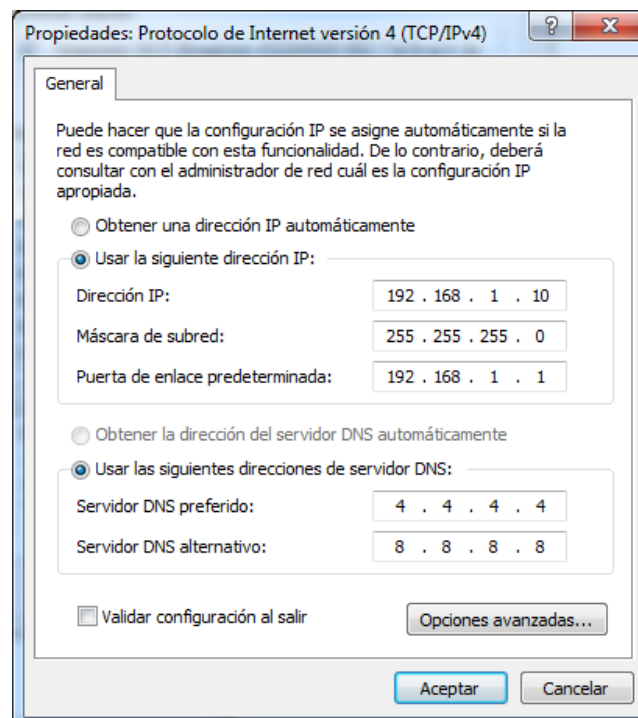 Propiedades: Protocolo de Internet versión 4 (TCP/IPv4)
General
Puede hacer que la configuración IP se asigne automáticamente si la
red es compatible con esta funcionalidad. De lo contrario, deberá
consultar con el administrador de red cuál es la configuración IP
apropiada.
Obtener una dirección IP automáticamente
Usar la siguiente dirección IP:
Dirección IP: 192 . 168 . 1 . 10
Máscara de subred: 255 . 255 . 255 . 0
Puerta de enlace predeterminada: 192 . 168 . 1 . 1
Obtener la dirección del servidor DNS automáticamente
Usar las siguientes direcciones de servidor DNS:
Servidor DNS preferido: 4 . 4 . 4 . 4
Servidor DNS alternativo: 8 . 8 . 8 . 8
Validar configuración al salir Opciones avanzadas...
Aceptar Cancelar